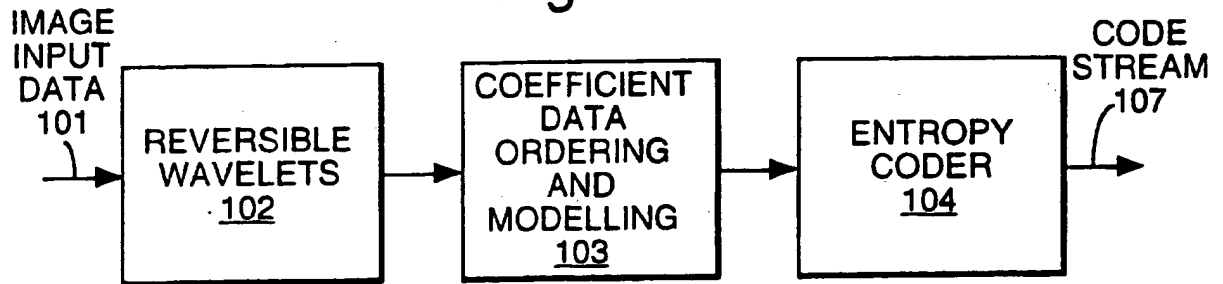 IMAGE
INPUT
DATA
101
REVERSIBLE
WAVELETS
102
COEFFICIENT
DATA
ORDERING
AND
MODELLING
103
ENTROPY
CODER
104
CODE
STREAM
107